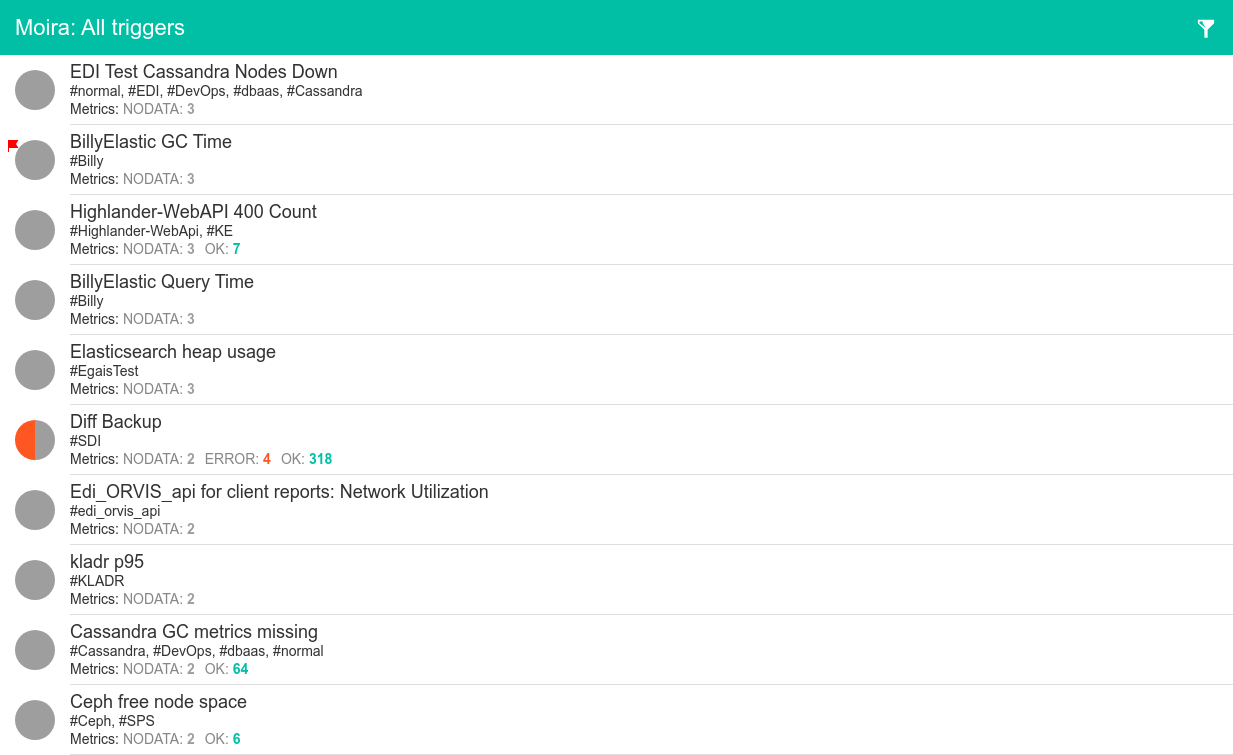 Moira: All triggers
EDI Test Cassandra Nodes Down
#normal, #EDI, #DevOps, #dbaas, #Cassandra
Metrics: NODATA: 3
BillyElastic GC Time
#Billy
Metrics: NODATA: 3
Highlander-WebAPI 400 Count
#Highlander-WebApi, #KE
Metrics: NODATA: 3 OK: 7
BillyElastic Query Time
#Billy
Metrics: NODATA: 3
Elasticsearch heap usage
#EgaisTest
Metrics: NODATA: 3
Diff Backup
#SDI
Metrics: NODATA: 2 ERROR: 4 OK: 318
Edi_ORVIS_api for client reports: Network Utilization
#edi_orvis_api
Metrics: NODATA: 2
kladr p95
#KLADR
Metrics: NODATA: 2
Cassandra GC metrics missing
#Cassandra, #DevOps, #dbaas, #normal
Metrics: NODATA: 2 OK: 64
Ceph free node space
#Ceph, #SPS
Metrics: NODATA: 2 OK: 6